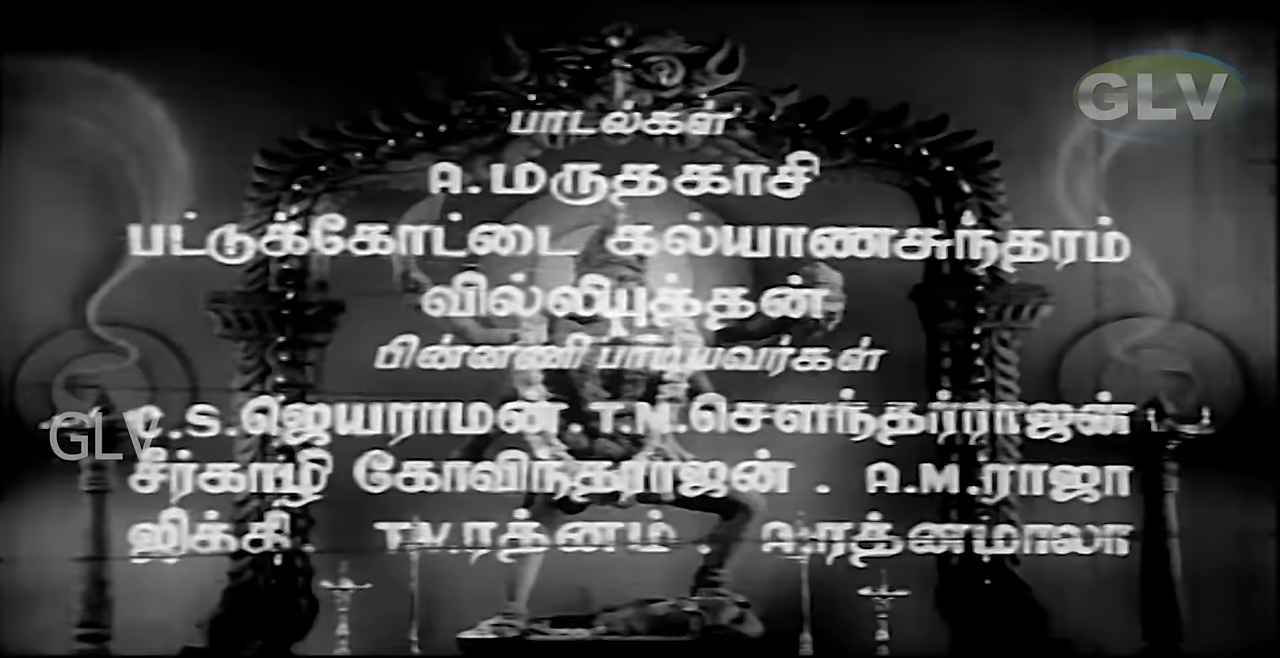 GLV
பாடல்கள்
A.மருதகாசி
பட்டுக்கோட்டை கல்யாணசுந்தரம்
வில்லியுத்தன்
பின்னணி பாடியவர்கள்
C.S.ஜெயராமன். T.M.சௌந்தர்ராஜன்
GLV
சீர்காழி கோவிந்தராஜன் . A.M.ராஜா
ஜிக்கி . T.V.ரத்னம் . A.ரத்னமாலா